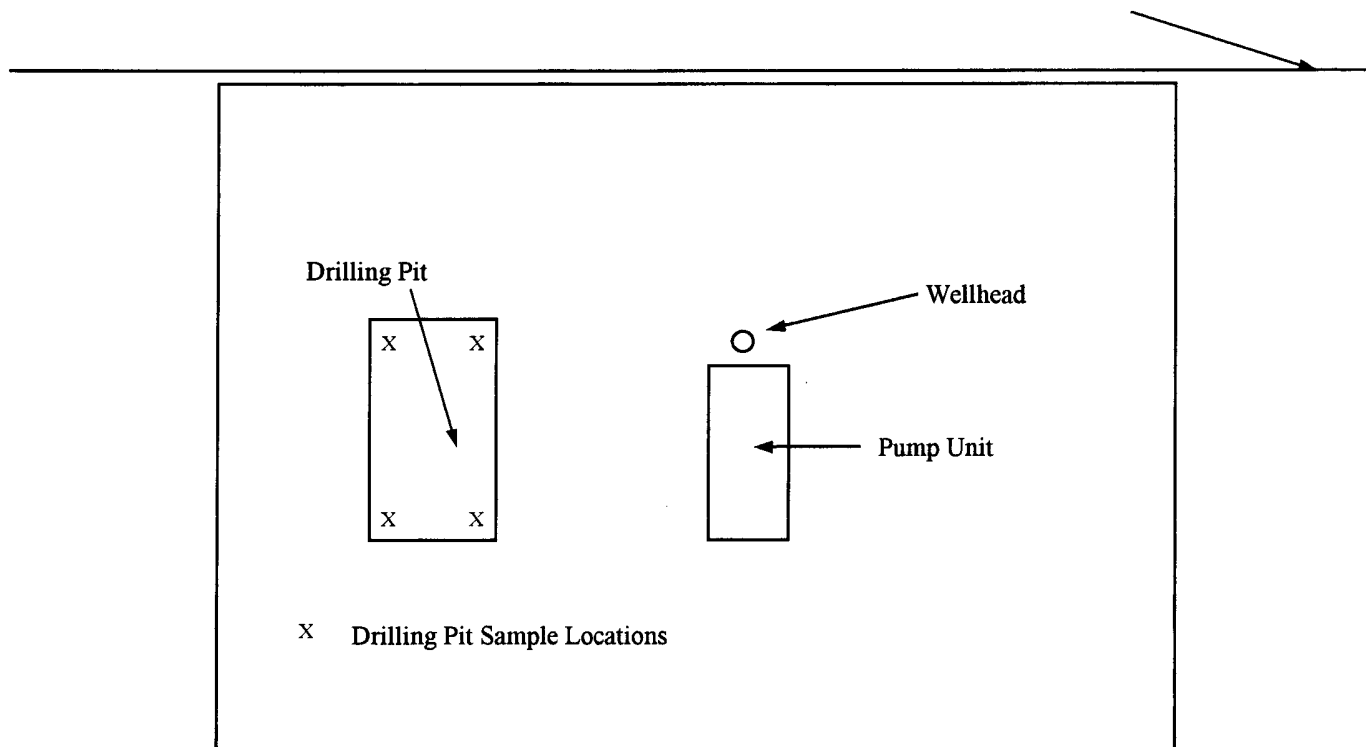 Drilling Pit
Wellhead
X X
Pump Unit
X X
X Drilling Pit Sample Locations